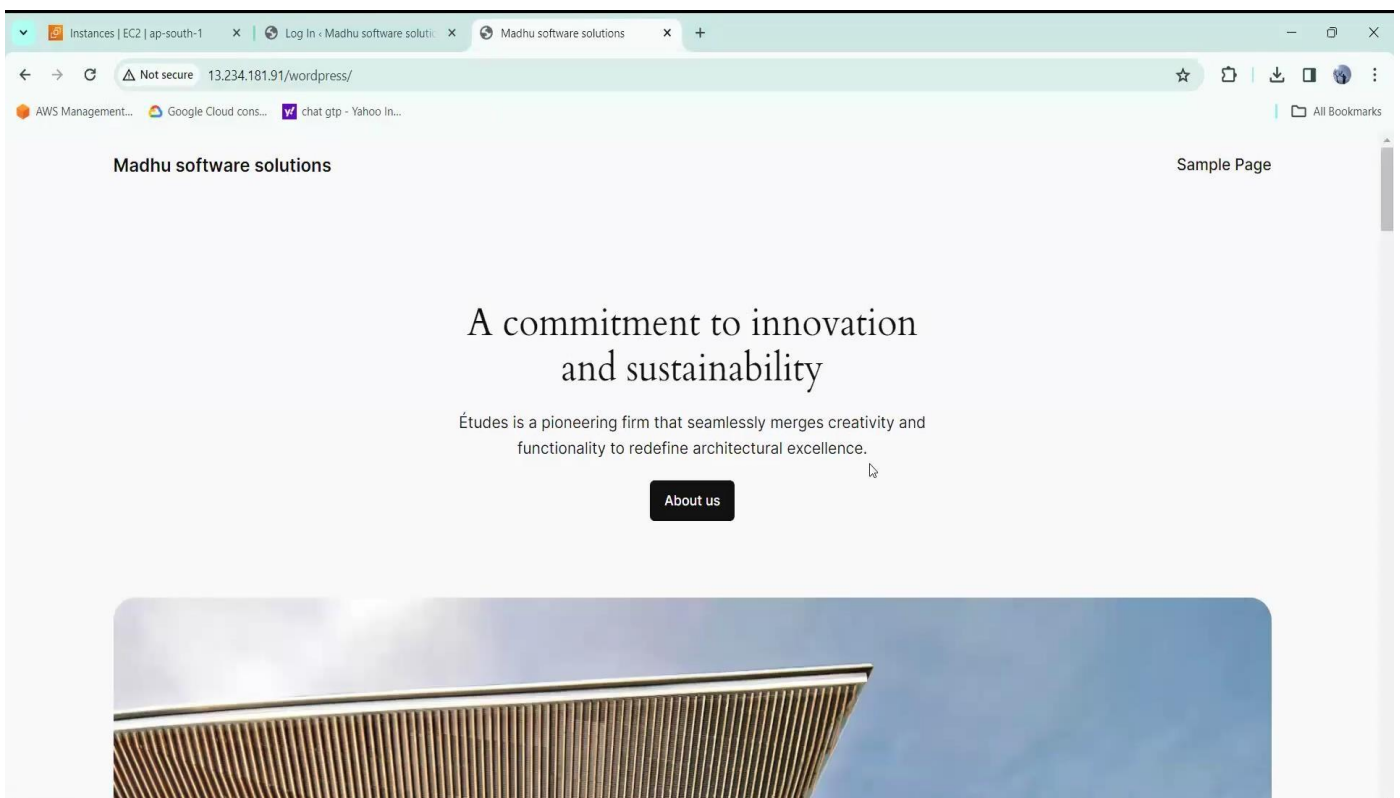 Instances | EC2 | ap-south-1
Log In ‹ Madhu software solutic
Madhu software solutions
Not secure 13.234.181.91/wordpress/
AWS Management... Google Cloud cons... chat gtp - Yahoo In...
All Bookmarks
Madhu software solutions
Sample Page
A commitment to innovation
and sustainability
Études is a pioneering firm that seamlessly merges creativity and
functionality to redefine architectural excellence.
About us